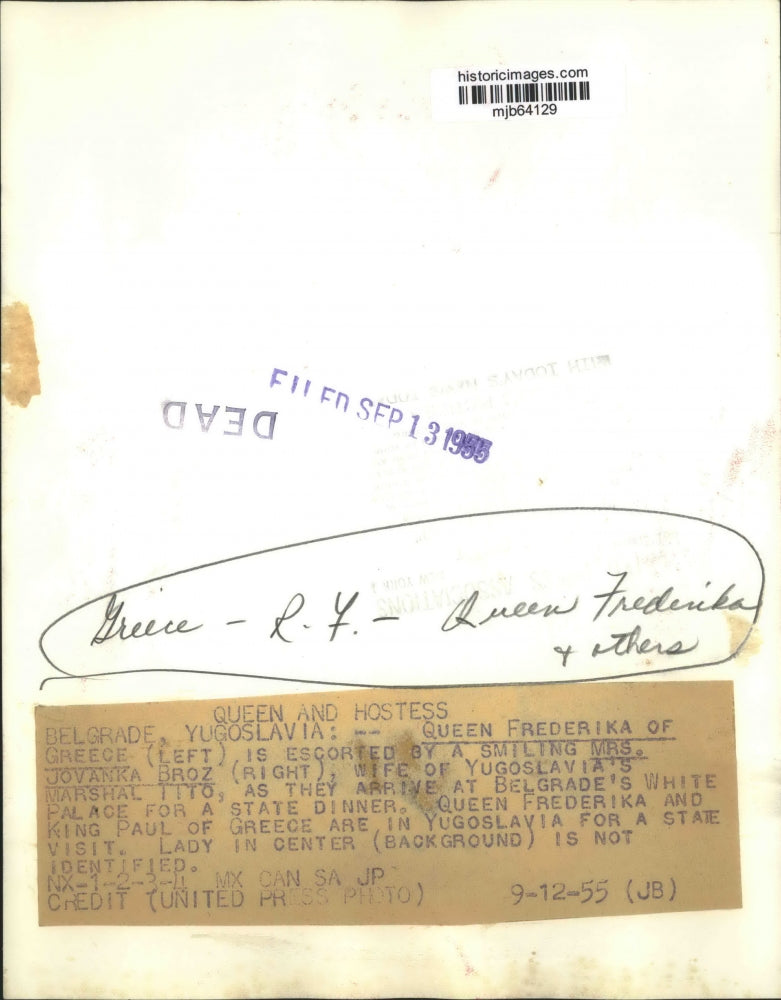 historicimages.com
mjb64129
WITH TODAY'S
FILED SEP 13 1955
DEAD
ASSOCIATIONS
Greece - R. F. - Queen Frederika
& others
QUEEN AND HOSTESS
BELGRADE, YUGOSLAVIA: -- QUEEN FREDERIKA OF
GREECE (LEFT) IS ESCORTED BY A SMILING MRS.
JOVANKA BROZ (RIGHT), WIFE OF YUGOSLAVIA'S
MARSHAL TITO, AS THEY ARRIVE AT BELGRADE'S WHITE
PALACE FOR A STATE DINNER. QUEEN FREDERIKA AND
KING PAUL OF GREECE ARE IN YUGOSLAVIA FOR A STATE
VISIT. LADY IN CENTER (BACKGROUND) IS NOT
IDENTIFIED.
NX-1-2-3-4 MX CAN SA JP
CREDIT (UNITED PRESS PHOTO) 9-12-55 (JB)